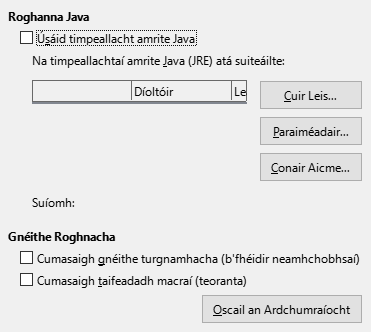 Roghanna Java
Úsáid timpeallacht amrite Java
Na timpeallachtaí amrite Java (JRE) atá suiteáilte:
Díoltóir Le
Cuir Leis...
Paraiméadair...
Conair Aicme...
Suíomh:
Gnéithe Roghnacha
Cumasaigh gnéithe turgnamhacha (b'fhéidir neamhchobhsaí)
Cumasaigh taifeadadh macraí (teoranta)
Oscail an Ardchumraíocht